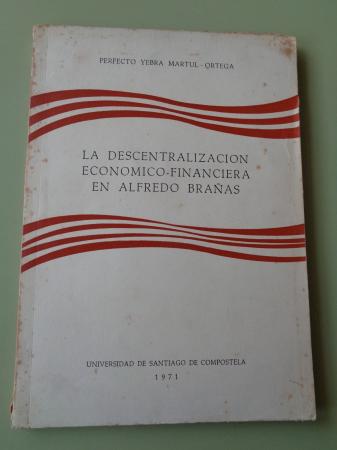 PERFECTO YEBRA MARTUL-ORTEGA
LA DESCENTRALIZACION
ECONOMICO-FINANCIERA
EN ALFREDO BRAÑAS
UNIVERSIDAD DE SANTIAGO DE COMPOSTELA
1971